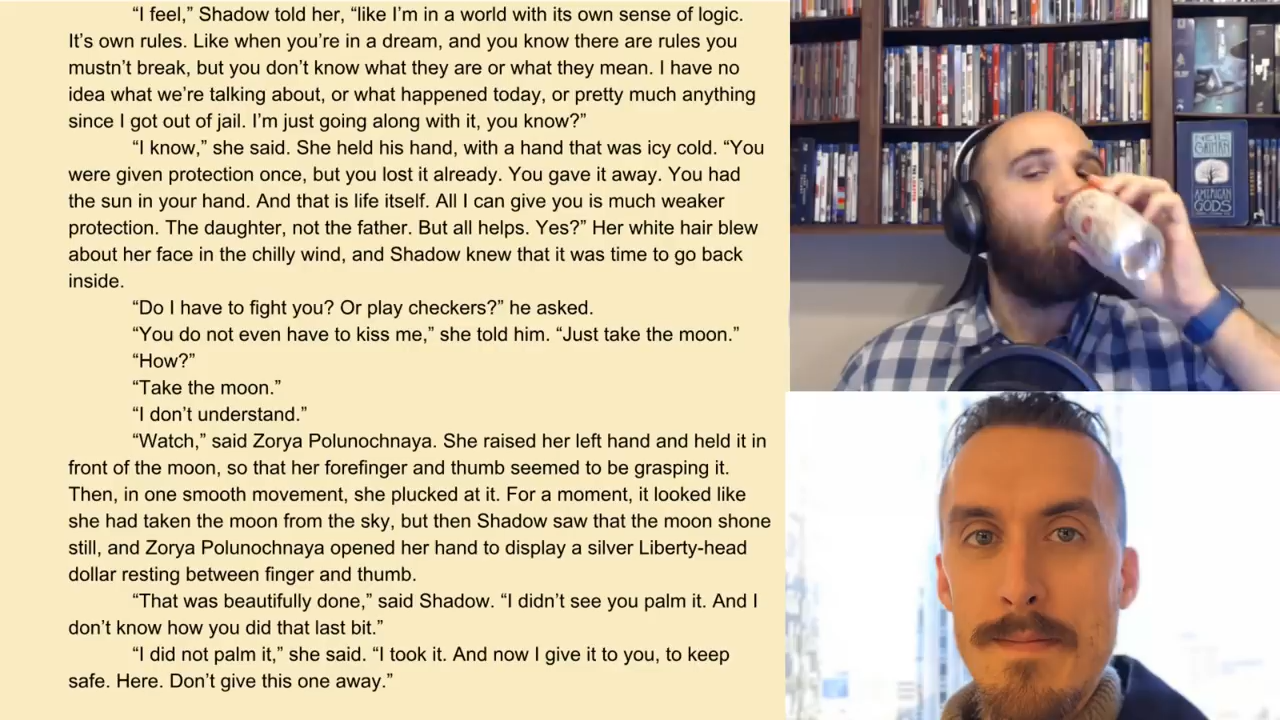 “I feel,” Shadow told her, “like I’m in a world with its own sense of logic.
It’s own rules. Like when you’re in a dream, and you know there are rules you
mustn’t break, but you don’t know what they are or what they mean. I have no
idea what we’re talking about, or what happened today, or pretty much anything
since I got out of jail. I’m just going along with it, you know?”
“I know,” she said. She held his hand, with a hand that was icy cold. “You
were given protection once, but you lost it already. You gave it away. You had
the sun in your hand. And that is life itself. All I can give you is much weaker
protection. The daughter, not the father. But all helps. Yes?” Her white hair blew
about her face in the chilly wind, and Shadow knew that it was time to go back
inside.
“Do I have to fight you? Or play checkers?” he asked.
“You do not even have to kiss me,” she told him. “Just take the moon.”
“How?”
“Take the moon.”
“I don’t understand.”
“Watch,” said Zorya Polunochnaya. She raised her left hand and held it in
front of the moon, so that her forefinger and thumb seemed to be grasping it.
Then, in one smooth movement, she plucked at it. For a moment, it looked like
she had taken the moon from the sky, but then Shadow saw that the moon shone
still, and Zorya Polunochnaya opened her hand to display a silver Liberty-head
dollar resting between finger and thumb.
“That was beautifully done,” said Shadow. “I didn’t see you palm it. And I
don’t know how you did that last bit.”
“I did not palm it,” she said. “I took it. And now I give it to you, to keep
safe. Here. Don’t give this one away.”
NEIL
GAIMAN
AMERICAN
GODS